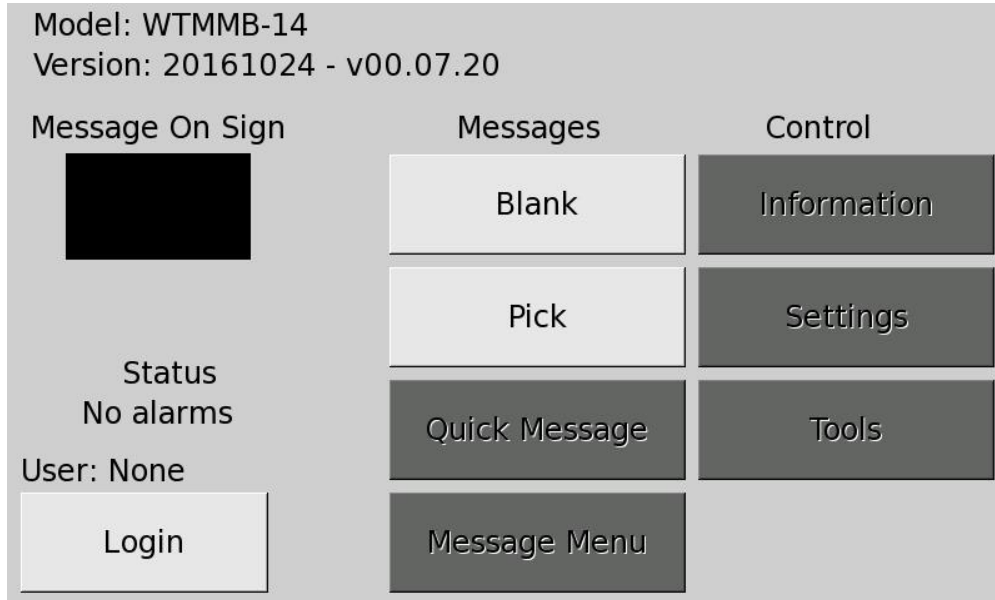 Model: WTMMB-14
Version: 20161024 - v00.07.20
Message On Sign
Messages
Control
Blank
Information
Pick
Settings
Status
No alarms
Quick Message
Tools
User: None
Login
Message Menu